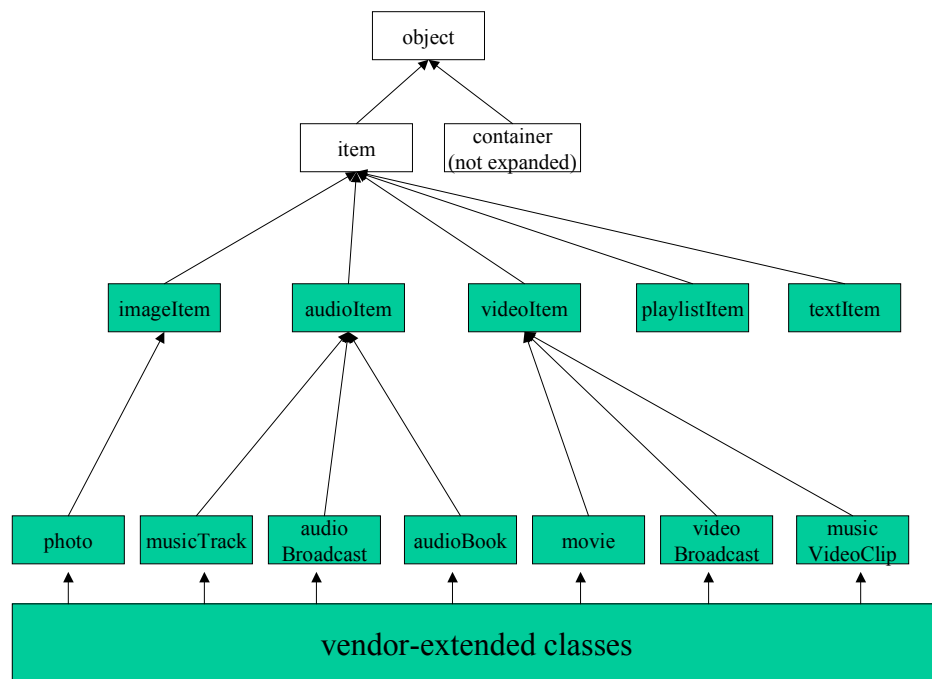 object
item
container
(not expanded)
imageItem
audioItem
videoItem
playlistItem
textItem
photo
musicTrack
audio
Broadcast
audioBook
movie
video
Broadcast
music
VideoClip
vendor-extended classes